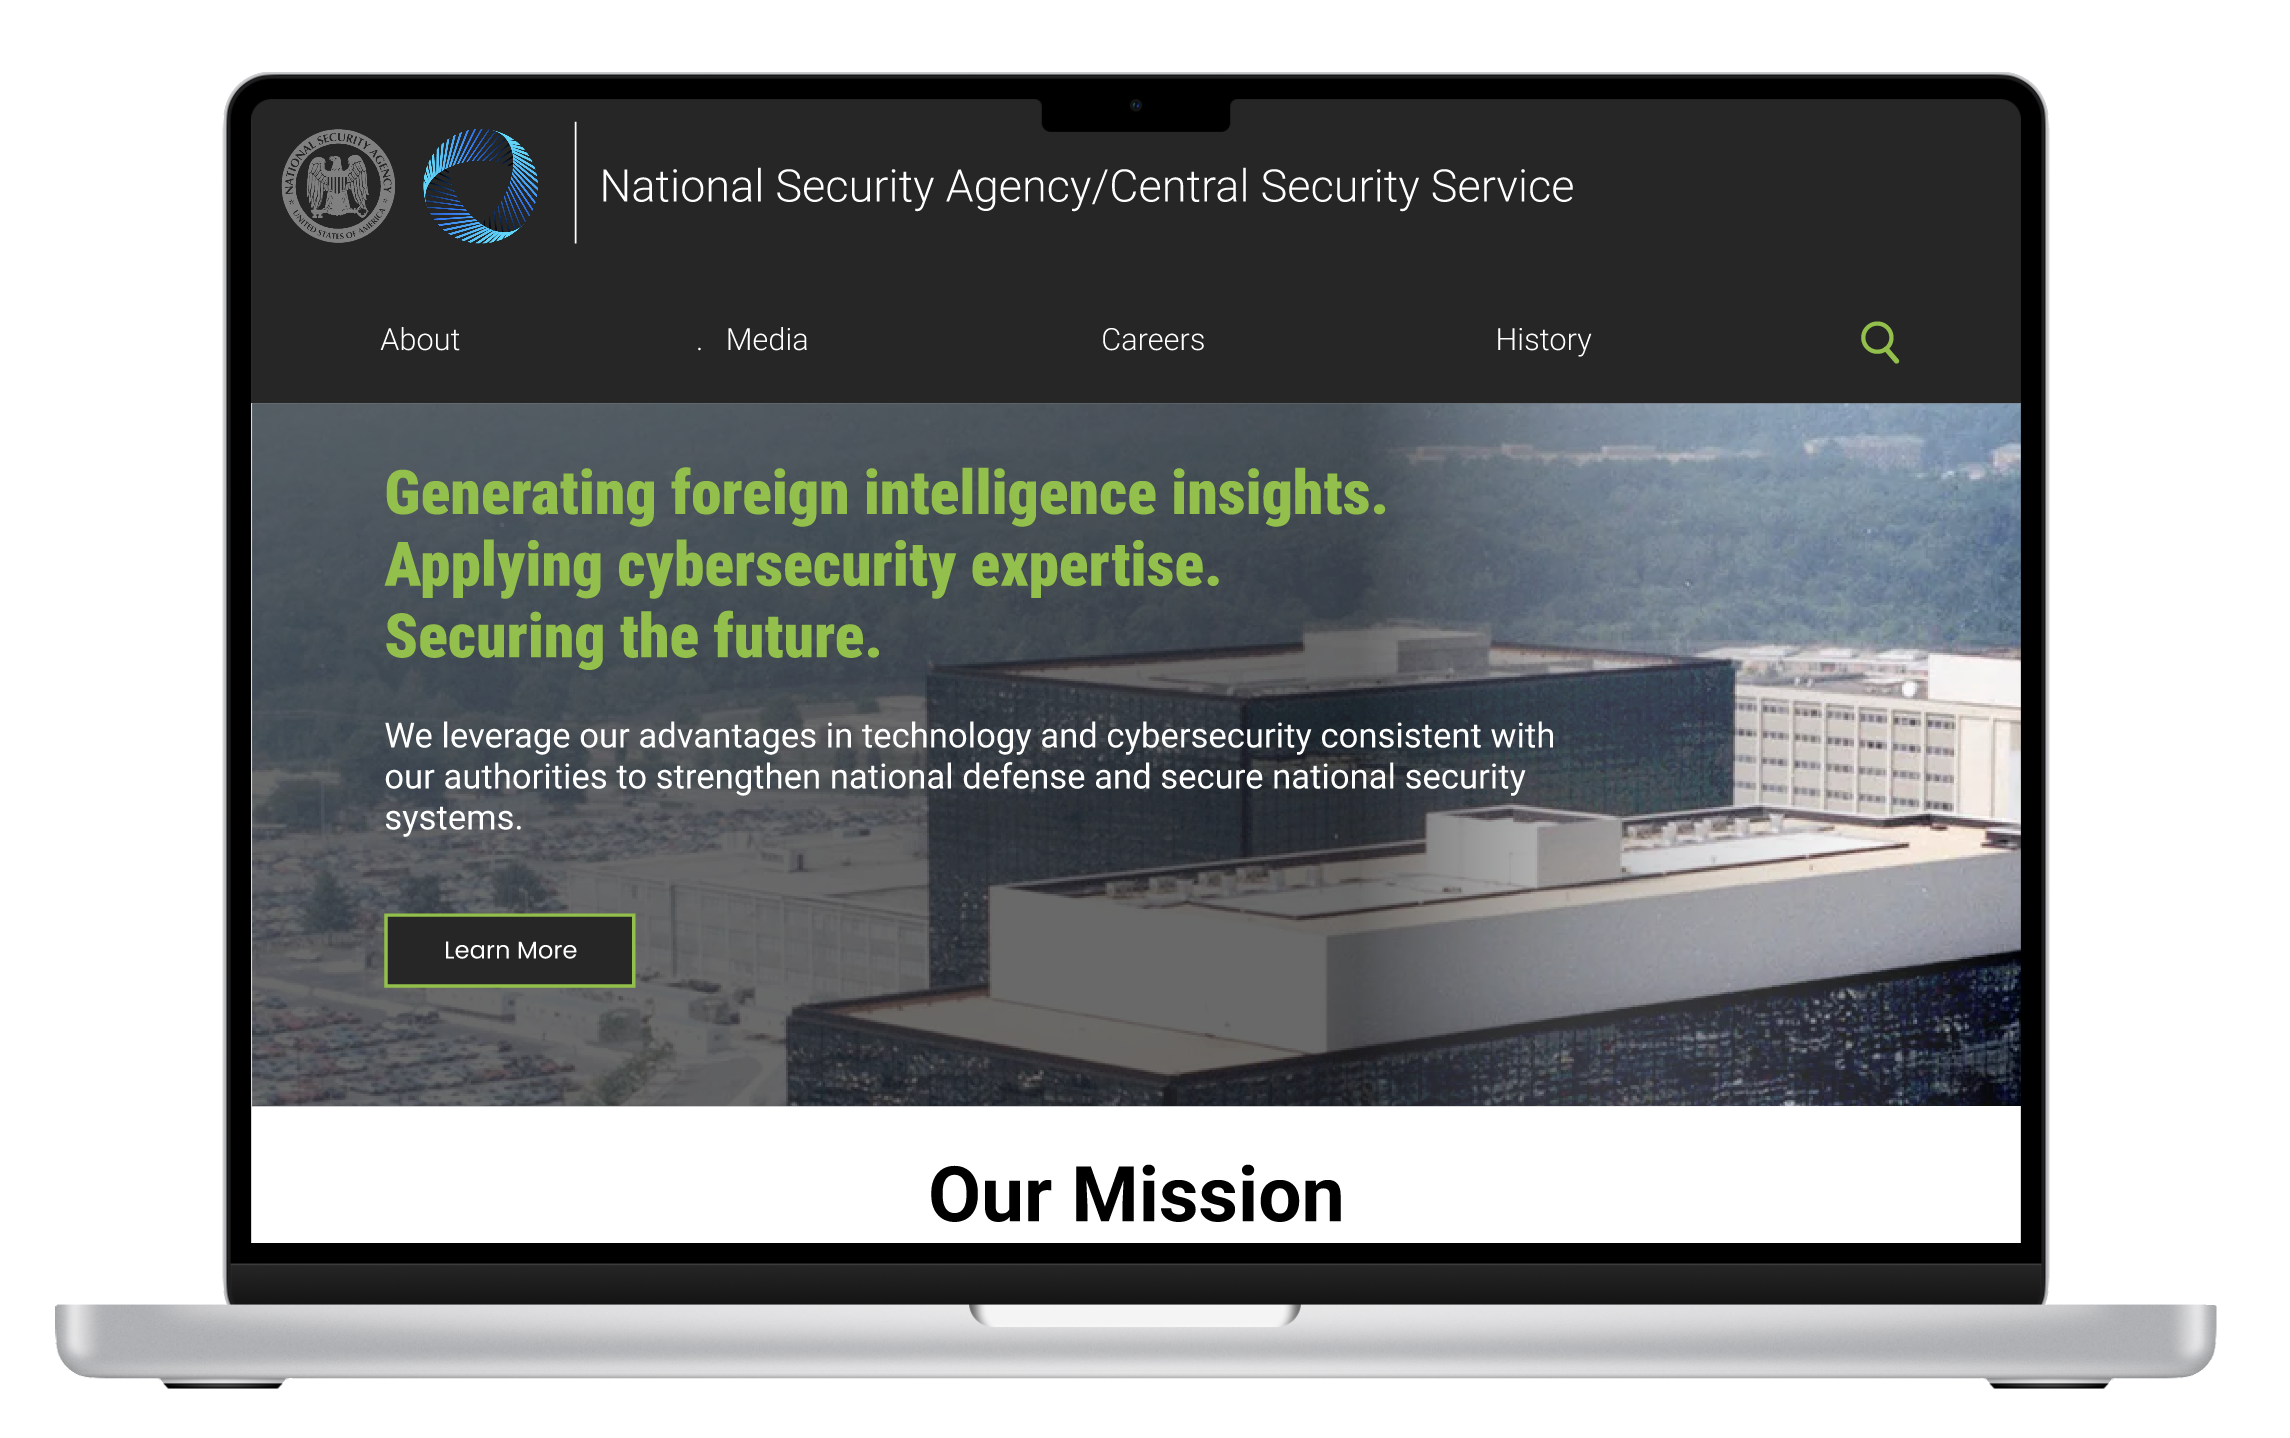 NATIONAL SECURITY AGENCY
UNITED STATES OF AMERICA
National Security Agency/Central Security Service
About
. Media
Careers
History
Generating foreign intelligence insights.
Applying cybersecurity expertise.
Securing the future.
We leverage our advantages in technology and cybersecurity consistent with
our authorities to strengthen national defense and secure national security
systems.
Learn More
Our Mission